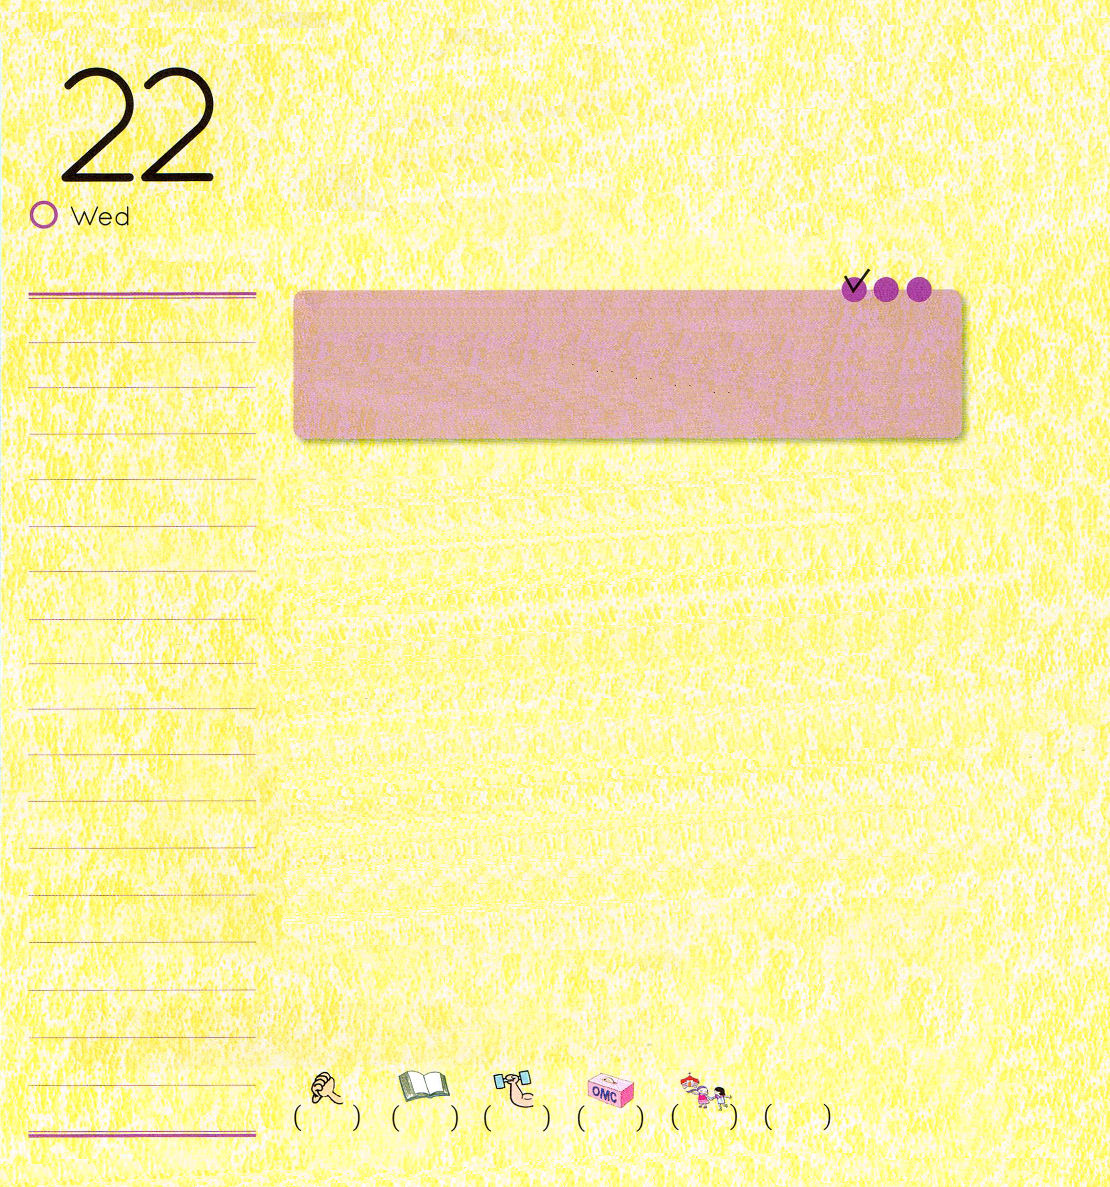 22
Wed
OMC
( ) ( ) ( ) ( ) ( ) ( )